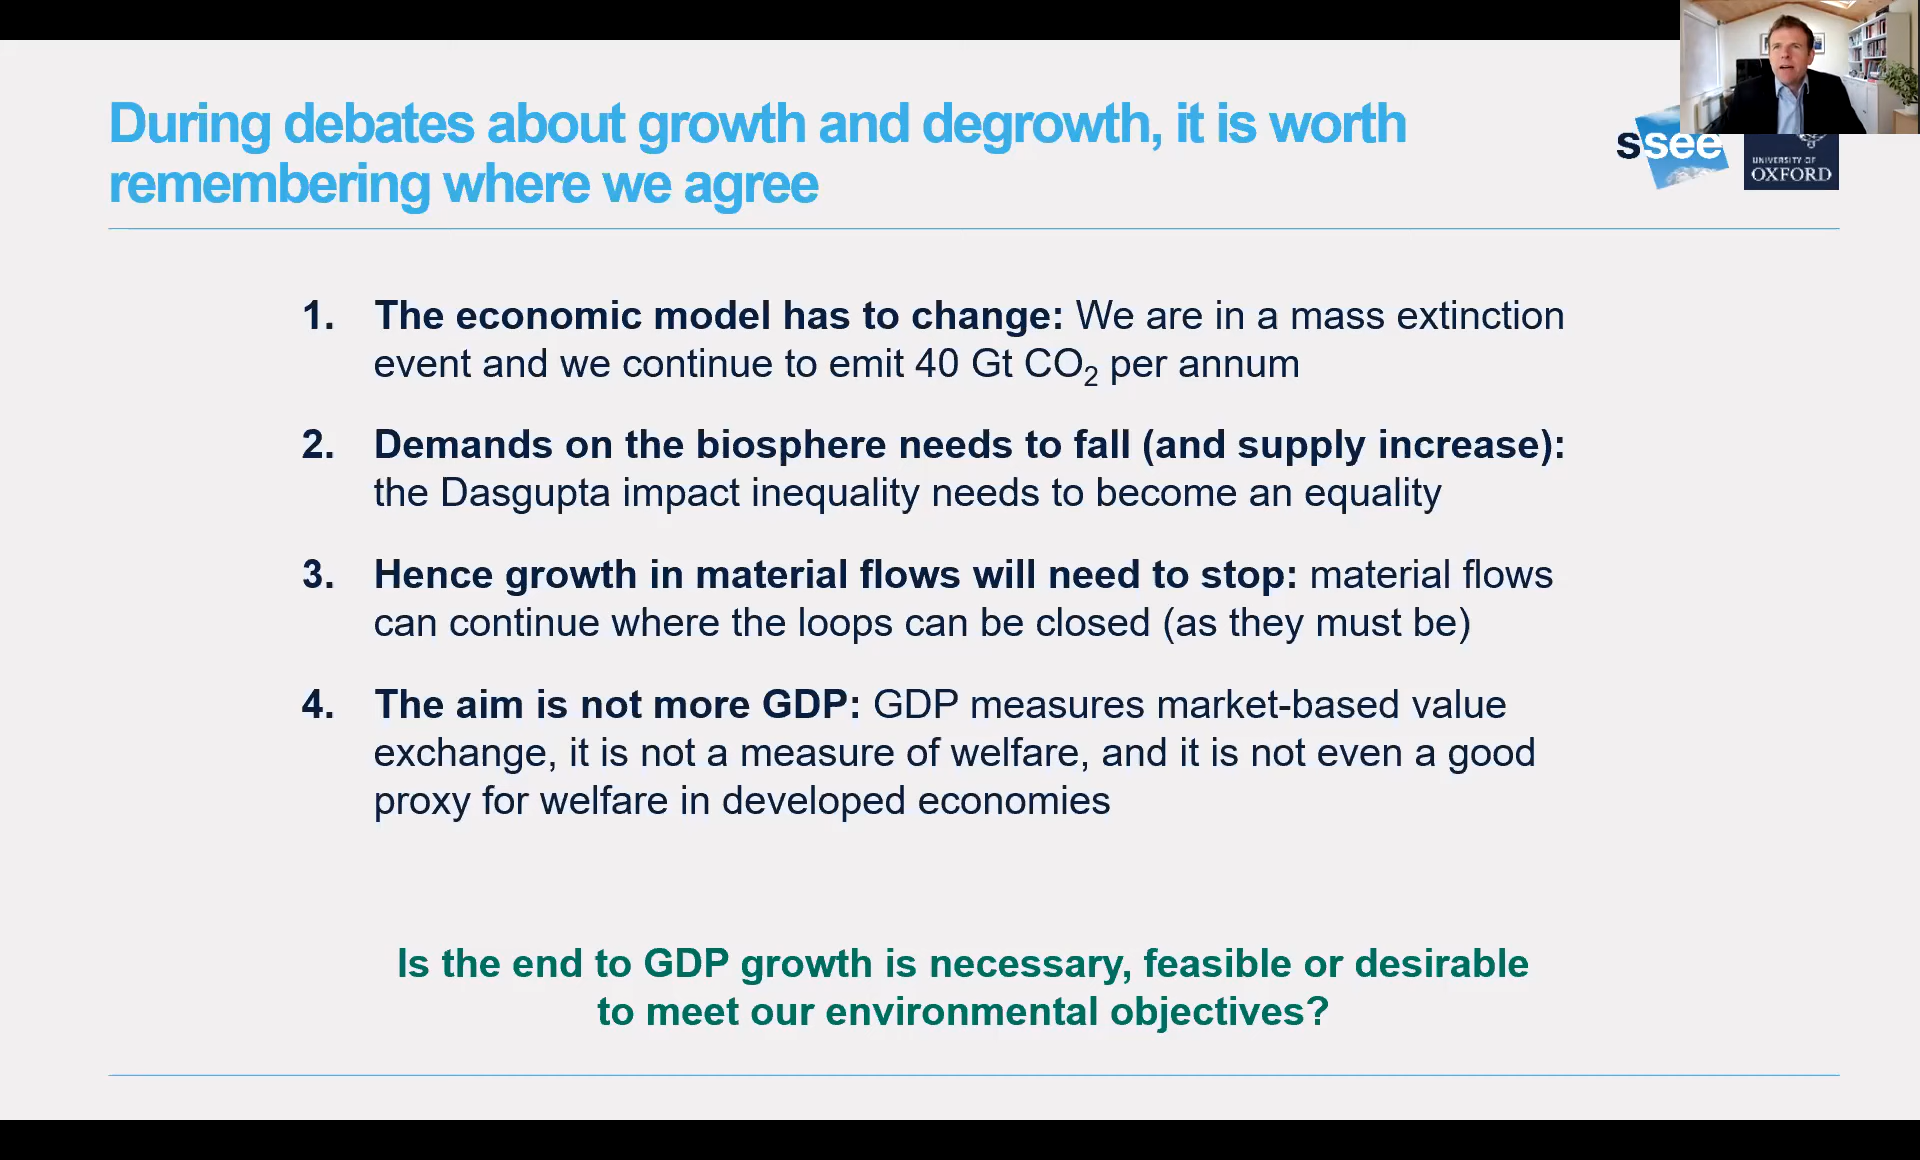 During debates about growth and degrowth, it is worth
remembering where we agree
ssee
UNIVERSITY OF
OXFORD
1. The economic model has to change: We are in a mass extinction
event and we continue to emit 40 Gt CO₂ per annum
2. Demands on the biosphere needs to fall (and supply increase):
the Dasgupta impact inequality needs to become an equality
3. Hence growth in material flows will need to stop: material flows
can continue where the loops can be closed (as they must be)
4. The aim is not more GDP: GDP measures market-based value
exchange, it is not a measure of welfare, and it is not even a good
proxy for welfare in developed economies
Is the end to GDP growth is necessary, feasible or desirable
to meet our environmental objectives?